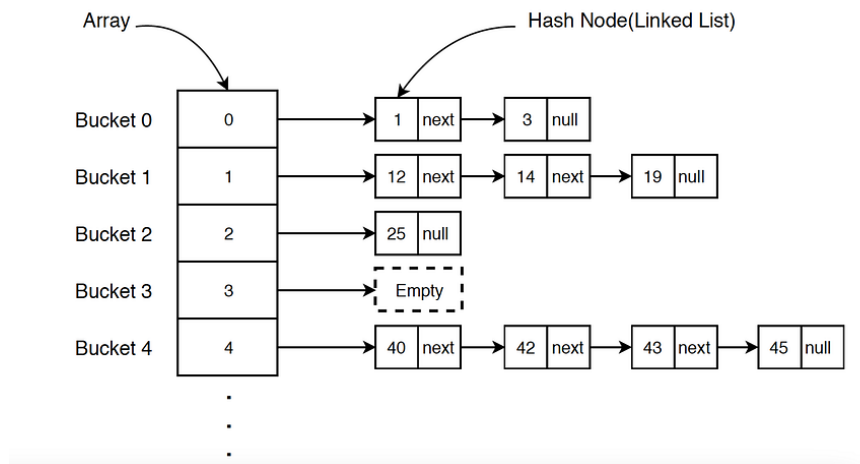 Array
Hash Node(Linked List)
Bucket 0 0 1 next 3 null
Bucket 1 1 12 next 14 next 19 null
Bucket 2 2 25 null
Bucket 3 3 Empty
Bucket 4 4 40 next 42 next 43 next 45 null